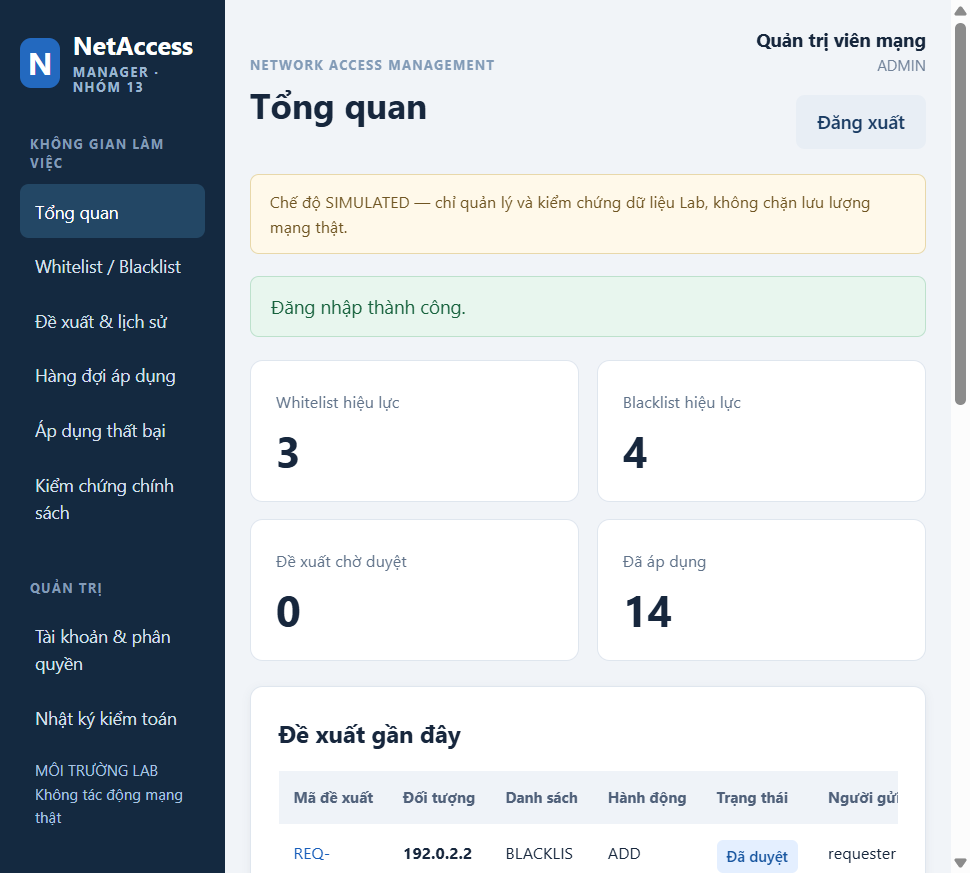 N
NetAccess
MANAGER ·
NHÓM 13
KHÔNG GIAN LÀM
VIỆC
Tổng quan
Whitelist / Blacklist
Đề xuất & lịch sử
Hàng đợi áp dụng
Áp dụng thất bại
Kiểm chứng chính
sách
QUẢN TRỊ
Tài khoản & phân
quyền
Nhật ký kiểm toán
MÔI TRƯỜNG LAB
Không tác động mạng
thật
NETWORK ACCESS MANAGEMENT
Tổng quan
Quản trị viên mạng
ADMIN
Đăng xuất
Chế độ SIMULATED — chỉ quản lý và kiểm chứng dữ liệu Lab, không chặn lưu lượng
mạng thật.
Đăng nhập thành công.
Whitelist hiệu lực
3
Blacklist hiệu lực
4
Đề xuất chờ duyệt
0
Đã áp dụng
14
Đề xuất gần đây
Mã đề xuất Đối tượng Danh sách Hành động Trạng thái Người gửi
REQ- 192.0.2.2 BLACKLIS ADD Đã duyệt requester